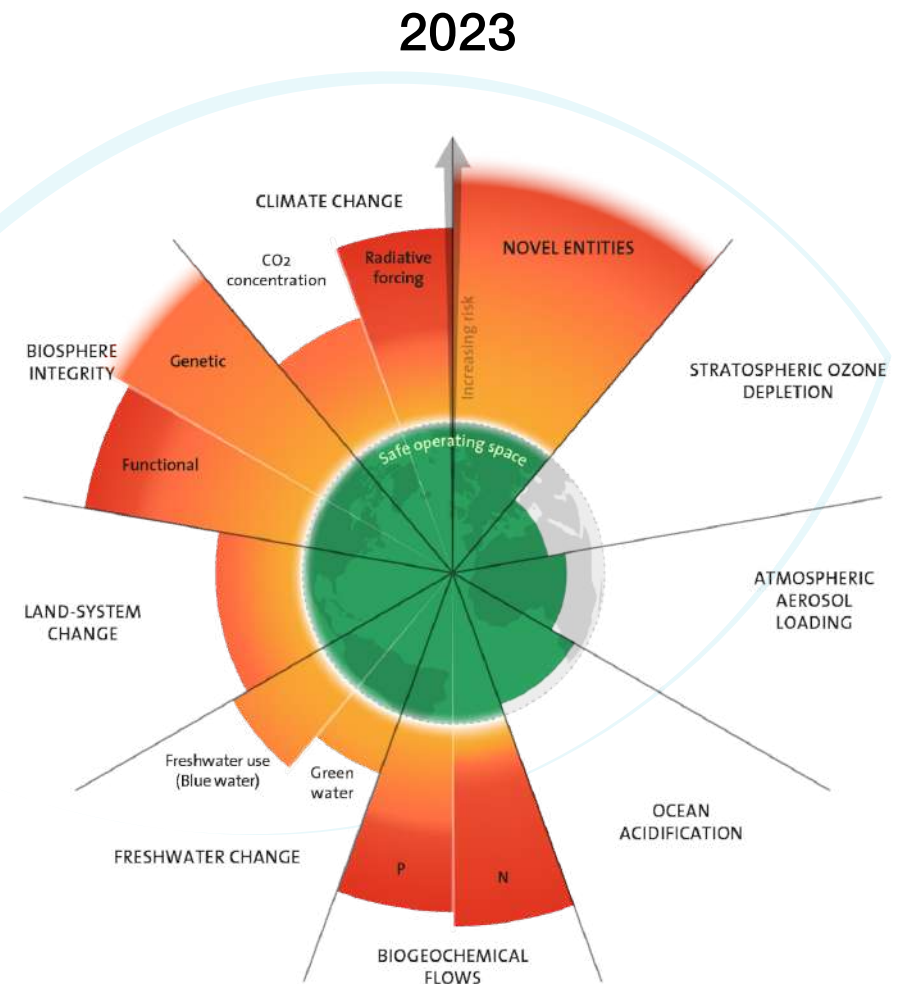 2023
CLIMATE CHANGE
CO2
concentration
Radiative
forcing
NOVEL ENTITIES
Increasing risk
BIOSPHERE
INTEGRITY
Genetic
STRATOSPHERIC OZONE
DEPLETION
Functional
Safe operating space
LAND-SYSTEM
CHANGE
ATMOSPHERIC
AEROSOL
LOADING
Freshwater use
(Blue water)
Green
water
FRESHWATER CHANGE
OCEAN
ACIDIFICATION
P
N
BIOGEOCHEMICAL
FLOWS